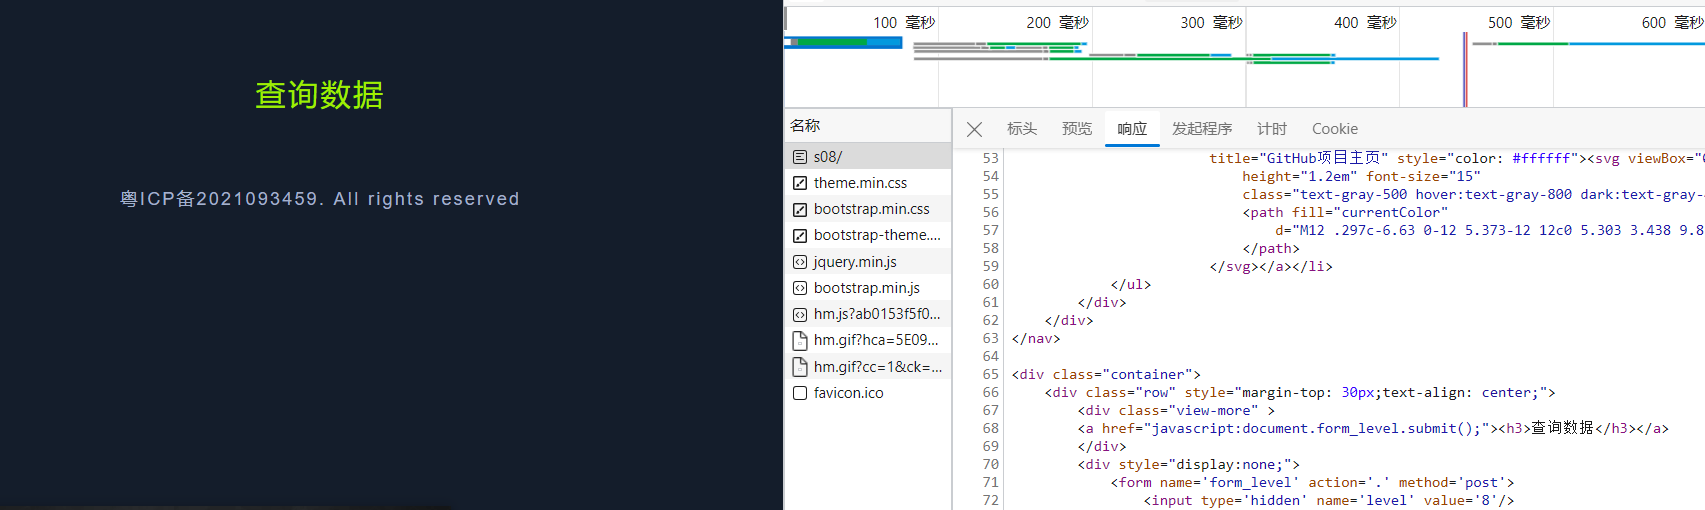 查询数据
粤ICP备2021093459. All rights reserved
100 毫秒 200 毫秒 300 毫秒 400 毫秒 500 毫秒 600 毫秒
名称
s08/
theme.min.css
bootstrap.min.css
bootstrap-theme....
jquery.min.js
bootstrap.min.js
hm.js?ab0153f5f0...
hm.gif?hca=5E09...
hm.gif?cc=1&ck=...
favicon.ico
标头 预览 响应 发起程序 计时 Cookie
53 title="GitHub项目主页" style="color: #ffffff"><svg viewBox="
54 height="1.2em" font-size="15"
55 class="text-gray-500 hover:text-gray-800 dark:text-gray-
56 <path fill="currentColor"
57 d="M12 .297c-6.63 0-12 5.373-12 12c0 5.303 3.438 9.8
58 </path>
59 </svg></a></li>
60 </ul>
61 </div>
62 </div>
63 </nav>
64
65 <div class="container">
66 <div class="row" style="margin-top: 30px;text-align: center;">
67 <div class="view-more" >
68 <a href="javascript:document.form_level.submit();"><h3>查询数据</h3></a>
69 </div>
70 <div style="display:none;">
71 <form name='form_level' action='.' method='post'>
72 <input type='hidden' name='level' value='8'/>